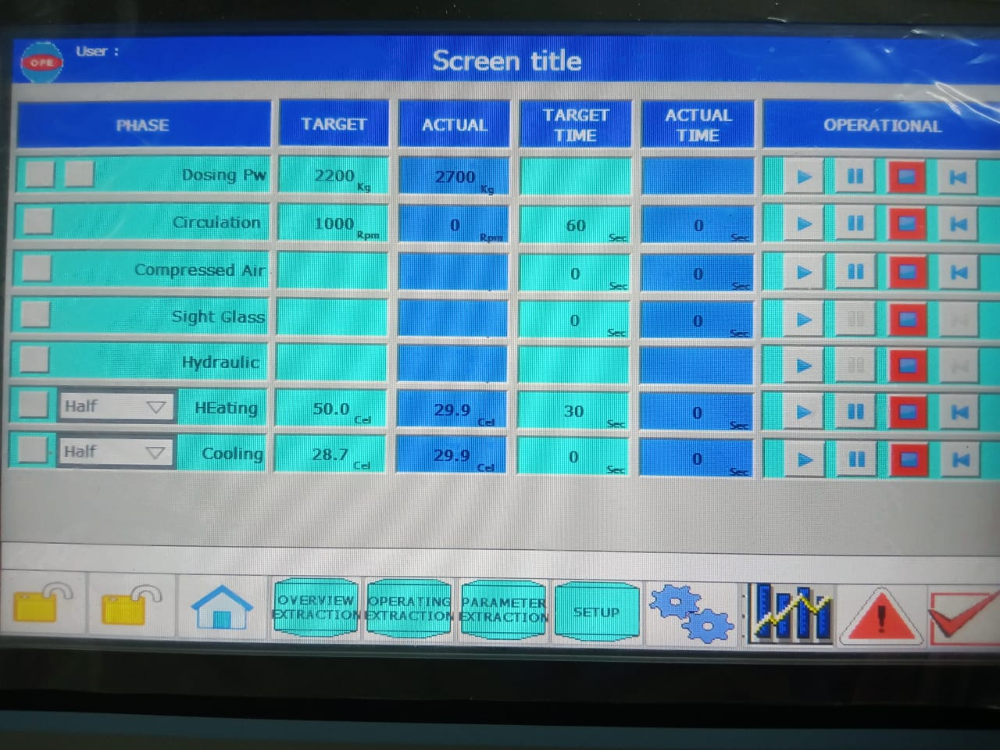 OPE
User :
Screen title
PHASE TARGET ACTUAL TARGET TIME ACTUAL TIME OPERATIONAL
Dosing Pw 2200 Kg 2700 Kg
Circulation 1000 Rpm 0 Rpm 60 Sec 0 Sec
Compressed Air 0 Sec 0 Sec
Sight Glass 0 Sec 0 Sec
Hydraulic
Half HEating 50.0 Cel 29.9 Cel 30 Sec 0 Sec
Half Cooling 28.7 Cel 29.9 Cel 0 Sec 0 Sec
OVERVIEW EXTRACTION OPERATING EXTRACTION PARAMETER EXTRACTION SETUP